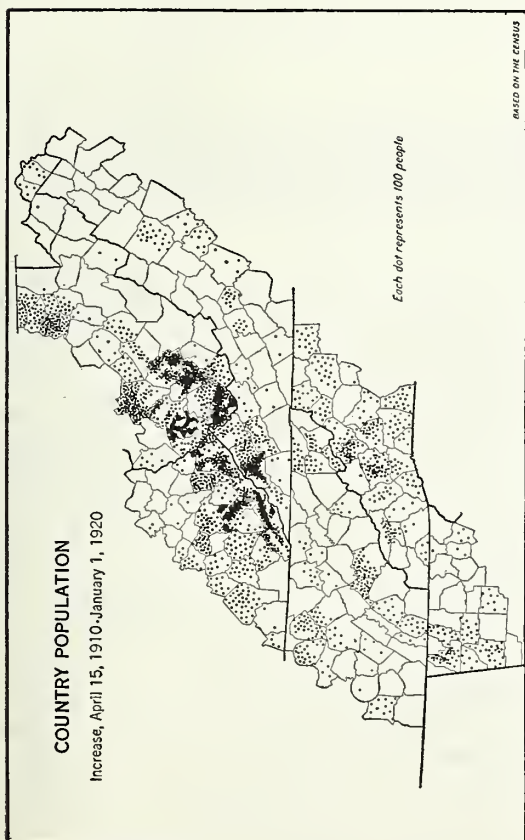 COUNTRY POPULATION
Increase, April 15, 1910-January 1, 1920
Each dot represents 100 people
BASED ON THE CENSUS